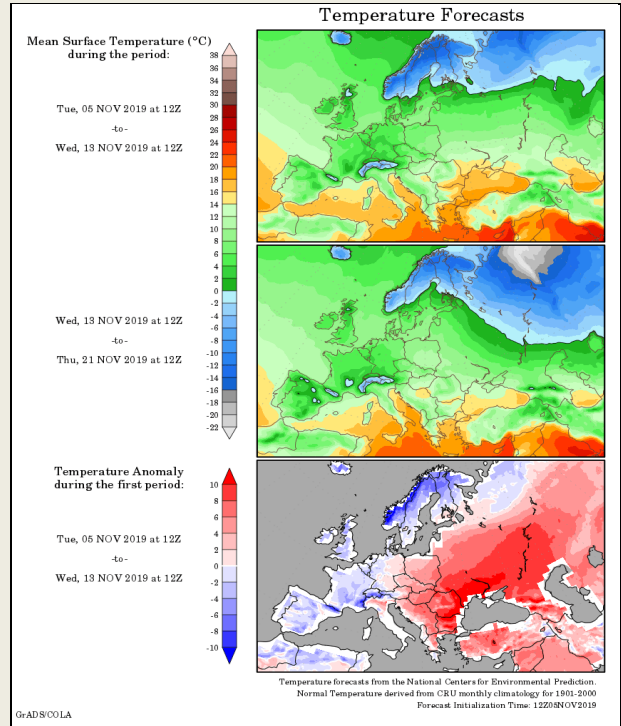 Temperature Forecasts
Mean Surface Temperature (°C)
during the period:
Tue, 05 NOV 2019 at 12Z
-to-
Wed, 13 NOV 2019 at 12Z
38
36
34
32
30
28
26
24
22
20
18
16
14
12
10
8
6
4
2
0
-2
-4
-6
-8
-10
-12
-14
-16
-18
-20
-22
Wed, 13 NOV 2019 at 12Z
-to-
Thu, 21 NOV 2019 at 12Z
Temperature Anomaly
during the first period:
Tue, 05 NOV 2019 at 12Z
-to-
Wed, 13 NOV 2019 at 12Z
10
8
6
4
2
0
-2
-4
-6
-8
-10
Temperature forecasts from the National Centers for Environmental Prediction.
Normal Temperature derived from CRU monthly climatology for 1901-2000
Forecast Initialization Time: 12Z05NOV2019
GrADS/COLA